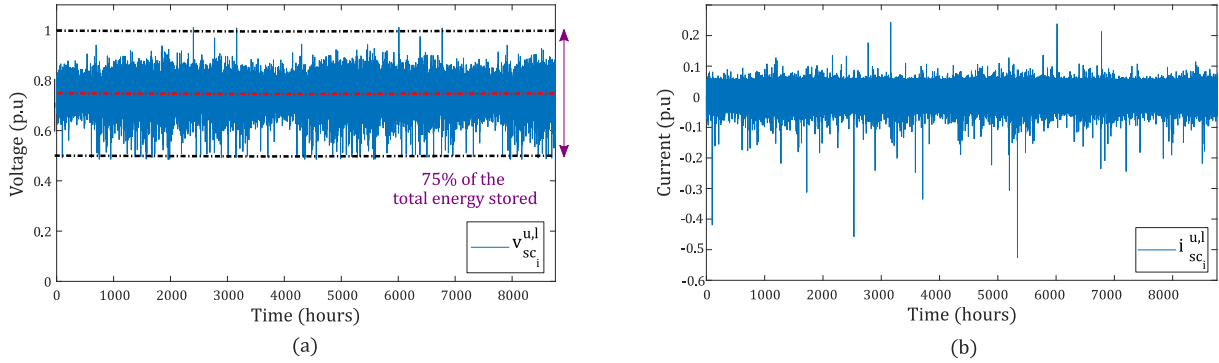 1
0.8
0.6
0.4
0.2
0
Voltage (p.u)
75% of the
total energy stored
v u,l sc i
0 1000 2000 3000 4000 5000 6000 7000 8000
Time (hours)
(a)
0.2
0.1
0
-0.1
-0.2
-0.3
-0.4
-0.5
-0.6
Current (p.u)
i u,l sc i
0 1000 2000 3000 4000 5000 6000 7000 8000
Time (hours)
(b)